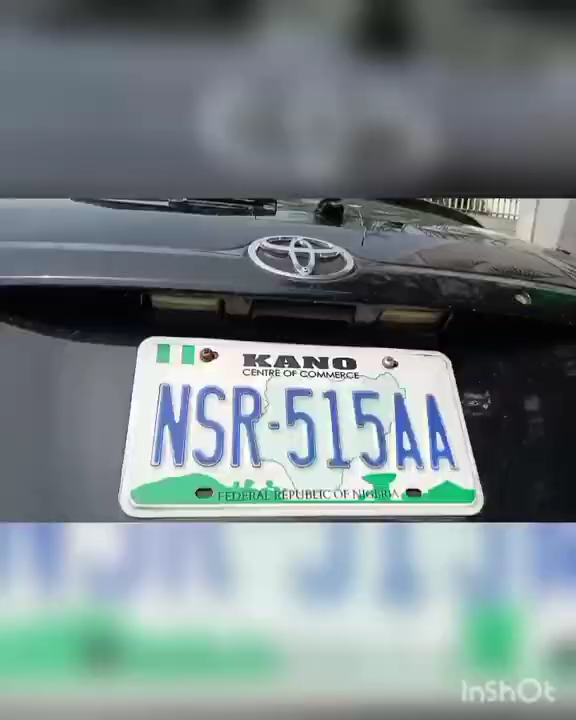 KANO
CENTRE OF COMMERCE
NSR-515AA
FEDERAL REPUBLIC OF NIGERIA
InShOt